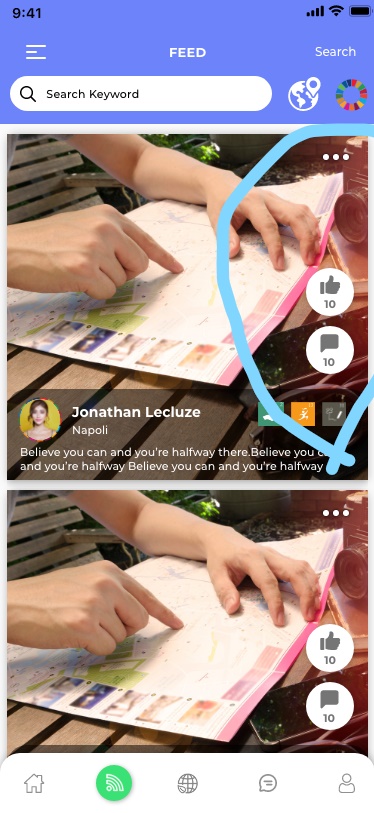 9:41
FEED
Search
Search Keyword
10
10
Jonathan Lecluze
Napoli
Believe you can and you're halfway there.Believe you
and you're halfway Believe you can and you're halfway
10
10